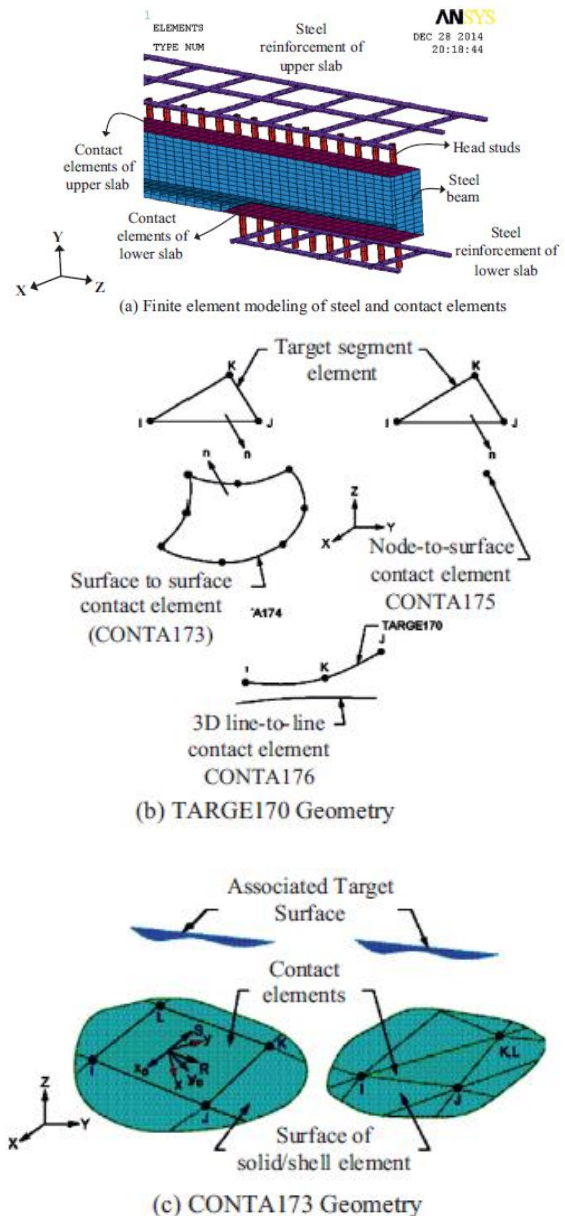 1
ELEMENTS
TYPE NUM
Steel
reinforcement of
upper slab
ANSYS
DEC 28 2014
20:18:44
Contact
elements of
upper slab
Head studs
Steel
beam
Contact
elements of
lower slab
Steel
reinforcement of
lower slab
Y
X
Z
(a) Finite element modeling of steel and contact elements
K
Target segment
element
K
I
J
I
J
n
n
n
Z
Y
X
Surface to surface
contact element
(CONTA173)
'A174
Node-to-surface
contact element
CONTA175
TARGE170
J
I
K
3D line-to-line
contact element
CONTA176
(b) TARGE170 Geometry
Associated Target
Surface
Contact
elements
L
S
y
K
I
x₀
R
x
y₀
J
K,L
I
J
Z
Y
X
Surface of
solid/shell element
(c) CONTA173 Geometry